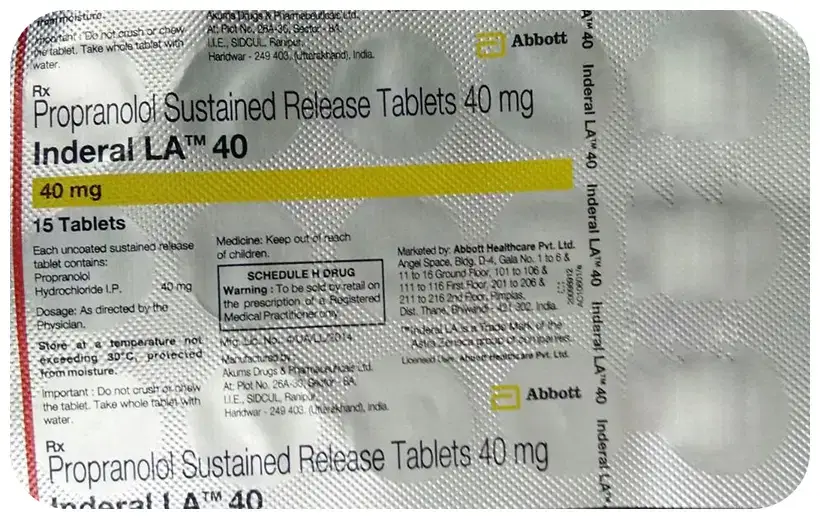 from moisture.
Important : Do not crush or chew
the tablet. Take whole tablet with
water.
Akums Drugs & Pharmaceuticals Ltd.
At: Plot No. 26A-30, Sector - 8A,
I.I.E., SIDCUL, Ranipur,
Haridwar - 249 403, (Uttarakhand), India.
Abbott
Rx
Propranolol Sustained Release Tablets 40 mg
Inderal LA™ 40
40 mg
15 Tablets
Each uncoated sustained release
tablet contains:
Propranolol
Hydrochloride I.P. 40 mg
Dosage: As directed by the
Physician.
Store at a temperature not
exceeding 30°C, protected
from moisture.
Important : Do not crush or chew
the tablet. Take whole tablet with
water.
Medicine: Keep out of reach
of children.
SCHEDULE H DRUG
Warning : To be sold by retail on
the prescription of a Registered
Medical Practitioner only.
Mfg. Lic. No.
Manufactured by :
Akums Drugs & Pharmaceuticals Ltd.
At: Plot No. 26A-30, Sector - 8A,
I.I.E., SIDCUL, Ranipur,
Haridwar - 249 403, (Uttarakhand), India.
Marketed by: Abbott Healthcare Pvt. Ltd.
Angel Space, Bldg. D-4, Gala No. 1 to 6 &
11 to 16 Ground Floor, 101 to 106 &
111 to 116 First Floor, 201 to 206 &
211 to 216 2nd Floor, Pimplas,
Dist. Thane, Bhiwandi - 421 302. India.
™Inderal LA is a Trade Mark of the
Astra Zeneca group of companies.
Licensed User: Abbott Healthcare Pvt. Ltd.
Abbott
Rx
Propranolol Sustained Release Tablets 40 mg
Inderal LA™ 40
LA™ 40 Inderal LA™ 40 Inderal LA™ 40 Inderal LA™ 40 Inderal